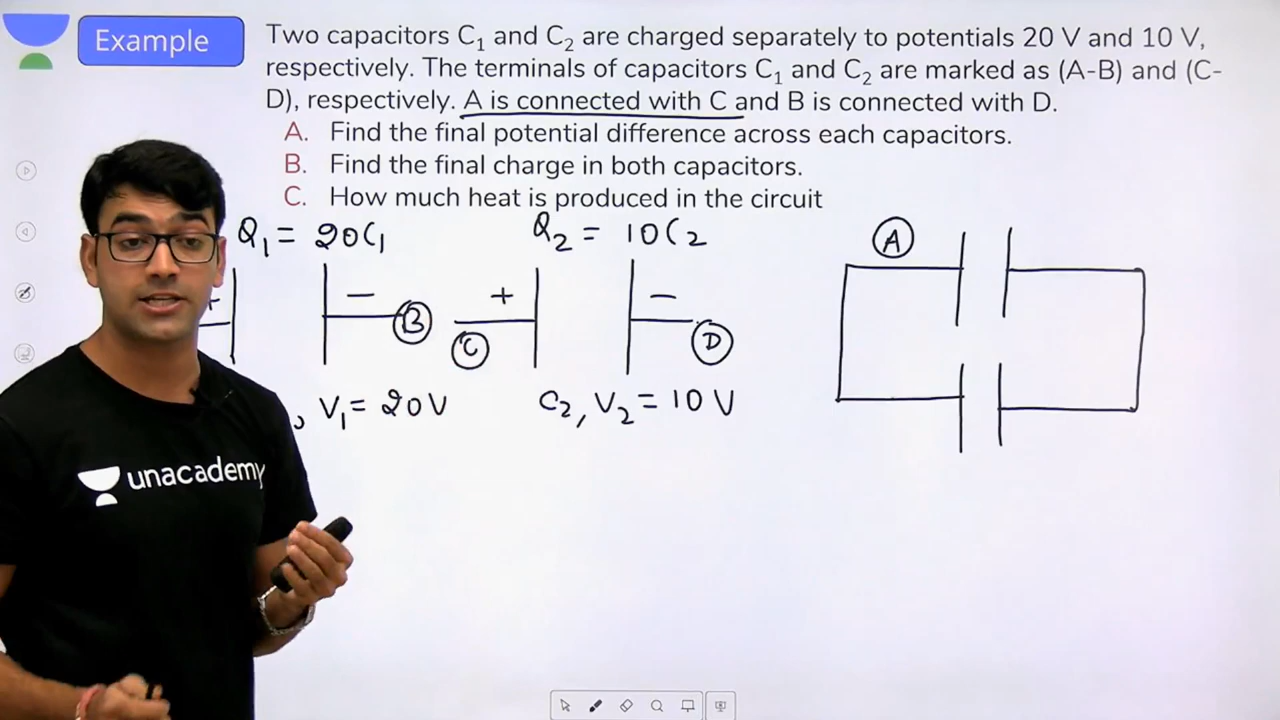 Example
Two capacitors C₁ and C₂ are charged separately to potentials 20 V and 10 V,
respectively. The terminals of capacitors C₁ and C₂ are marked as (A-B) and (C-
D), respectively. A is connected with C and B is connected with D.
A. Find the final potential difference across each capacitors.
B. Find the final charge in both capacitors.
C. How much heat is produced in the circuit
Q₁ = 20C₁
Q₂ = 10C₂
A
+
−
B
+
−
C
D
, V₁ = 20V
C₂, V₂ = 10 V
unacademy